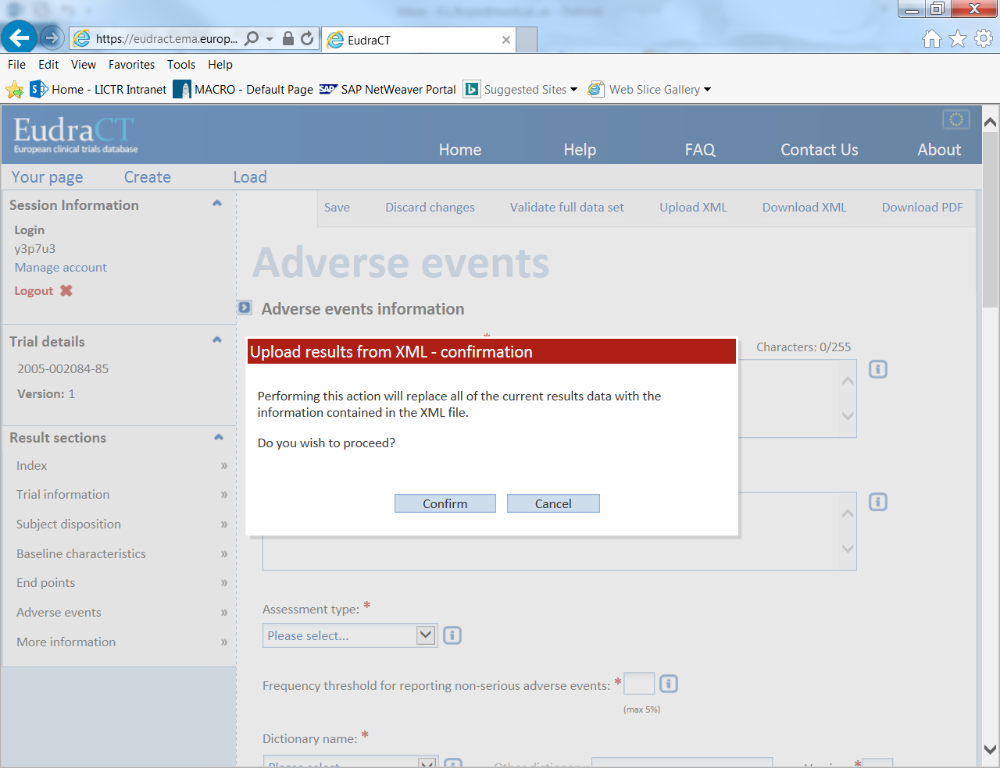 https://eudract.ema.europ...
EudraCT
File Edit View Favorites Tools Help
Home - LICTR Intranet MACRO - Default Page SAP SAP NetWeaver Portal Suggested Sites Web Slice Gallery
EudraCT
European clinical trials database
Home Help FAQ Contact Us About
Your page Create Load
Session Information
Login
y3p7u3
Manage account
Logout
Trial details
2005-002084-85
Version: 1
Result sections
Index »
Trial information »
Subject disposition »
Baseline characteristics »
End points »
Adverse events »
More information »
Save Discard changes Validate full data set Upload XML Download XML Download PDF
Adverse events
Adverse events information
Characters: 0/255
Upload results from XML - confirmation
Performing this action will replace all of the current results data with the
information contained in the XML file.
Do you wish to proceed?
Confirm Cancel
Assessment type: *
Please select...
Frequency threshold for reporting non-serious adverse events: *
(max 5%)
Dictionary name: *
Please select
Other dictionary: